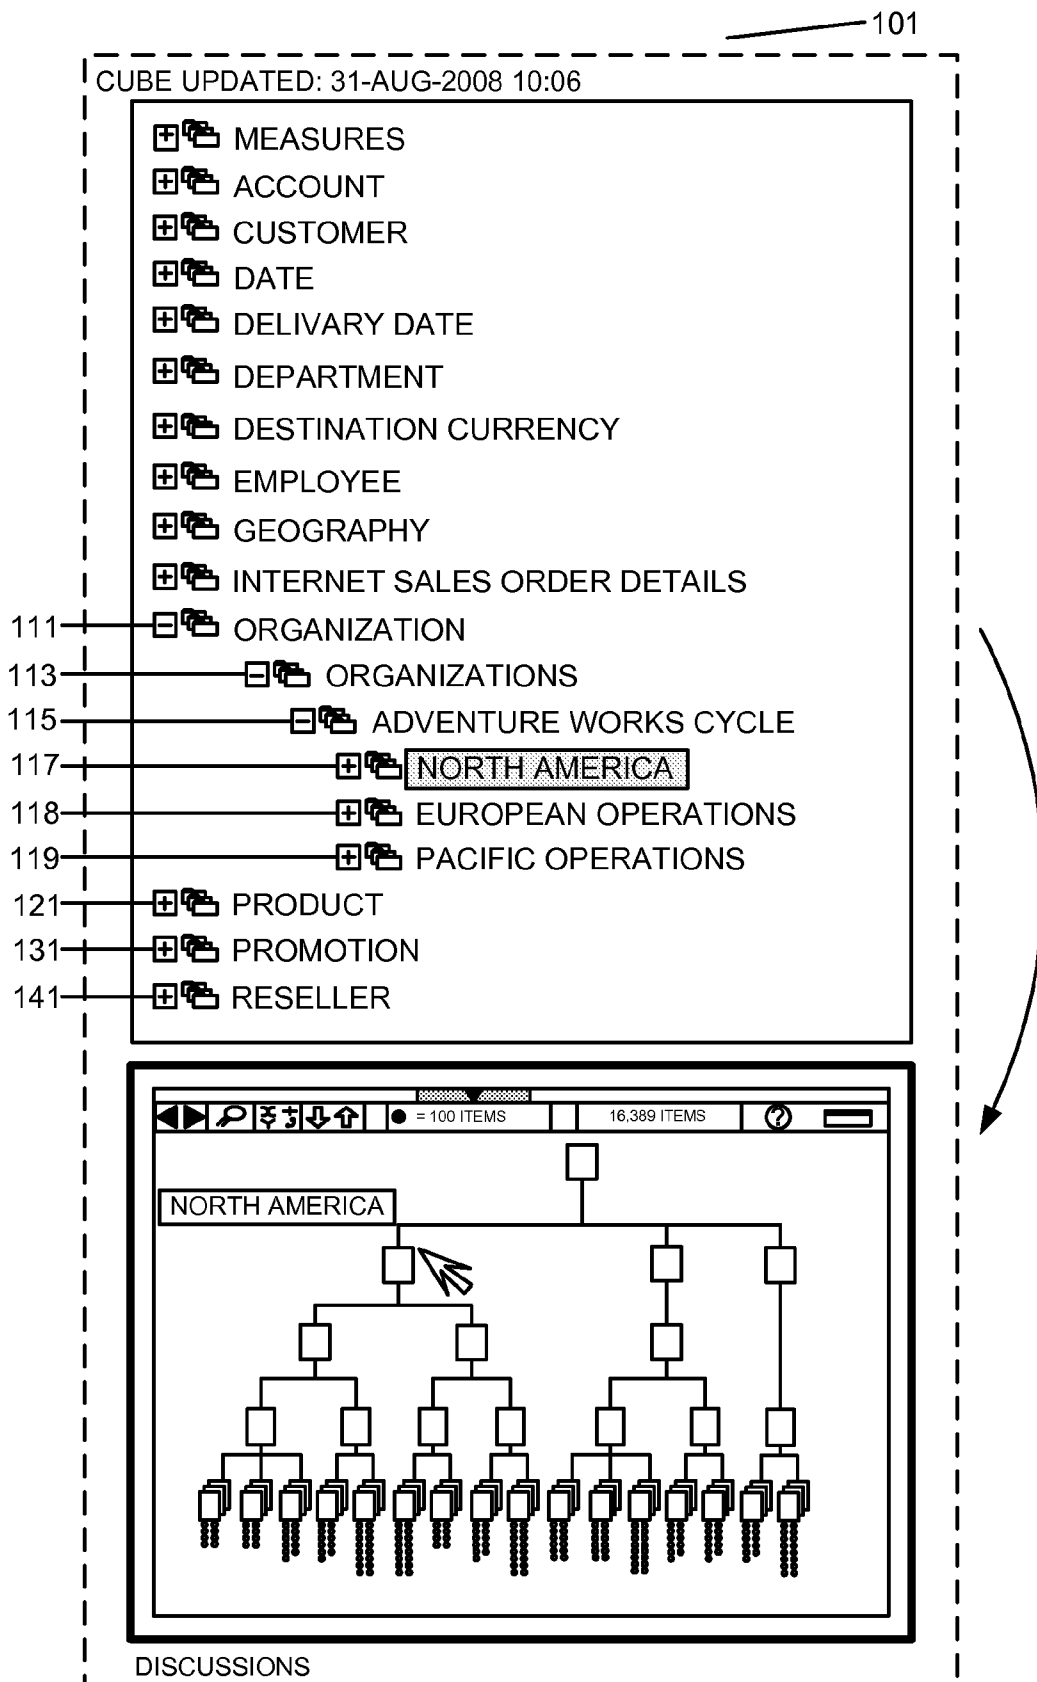 101
CUBE UPDATED: 31-AUG-2008 10:06
MEASURES
ACCOUNT
CUSTOMER
DATE
DELIVARY DATE
DEPARTMENT
DESTINATION CURRENCY
EMPLOYEE
GEOGRAPHY
INTERNET SALES ORDER DETAILS
111 ORGANIZATION
113 ORGANIZATIONS
115 ADVENTURE WORKS CYCLE
117 NORTH AMERICA
118 EUROPEAN OPERATIONS
119 PACIFIC OPERATIONS
121 PRODUCT
131 PROMOTION
141 RESELLER
= 100 ITEMS 16,389 ITEMS ?
NORTH AMERICA
DISCUSSIONS